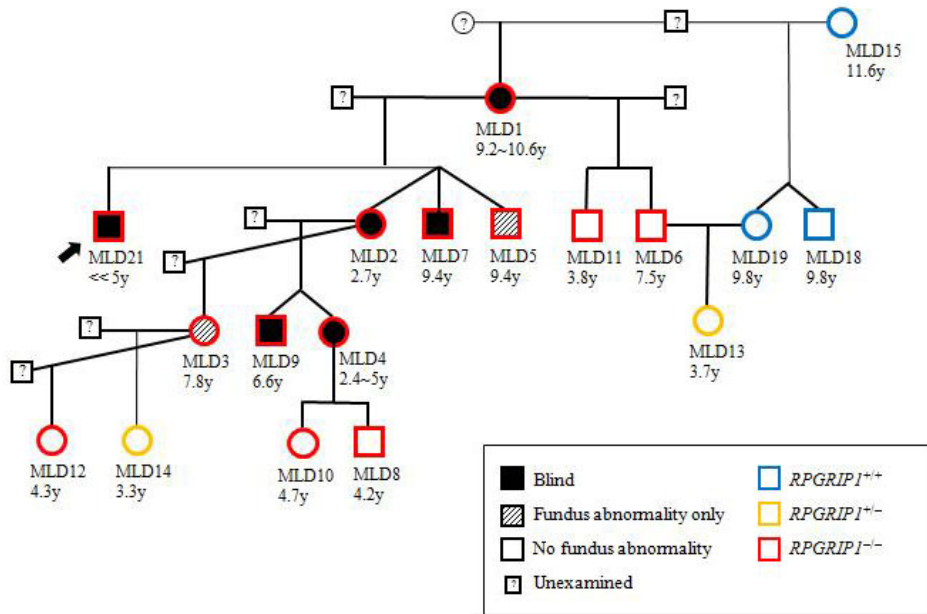 ? ? MLD15
11.6y
? ? MLD1
9.2~10.6y
? MLD21
<< 5y
? MLD2
2.7y
MLD7
9.4y
MLD5
9.4y
MLD11
3.8y
MLD6
7.5y
MLD19
9.8y
MLD18
9.8y
? ? MLD3
7.8y
MLD9
6.6y
MLD4
2.4~5y
MLD13
3.7y
? MLD12
4.3y
MLD14
3.3y
MLD10
4.7y
MLD8
4.2y
Blind
RPGRIP1+/+
Fundus abnormality only
RPGRIP1+/−
No fundus abnormality
RPGRIP1−/−
? Unexamined